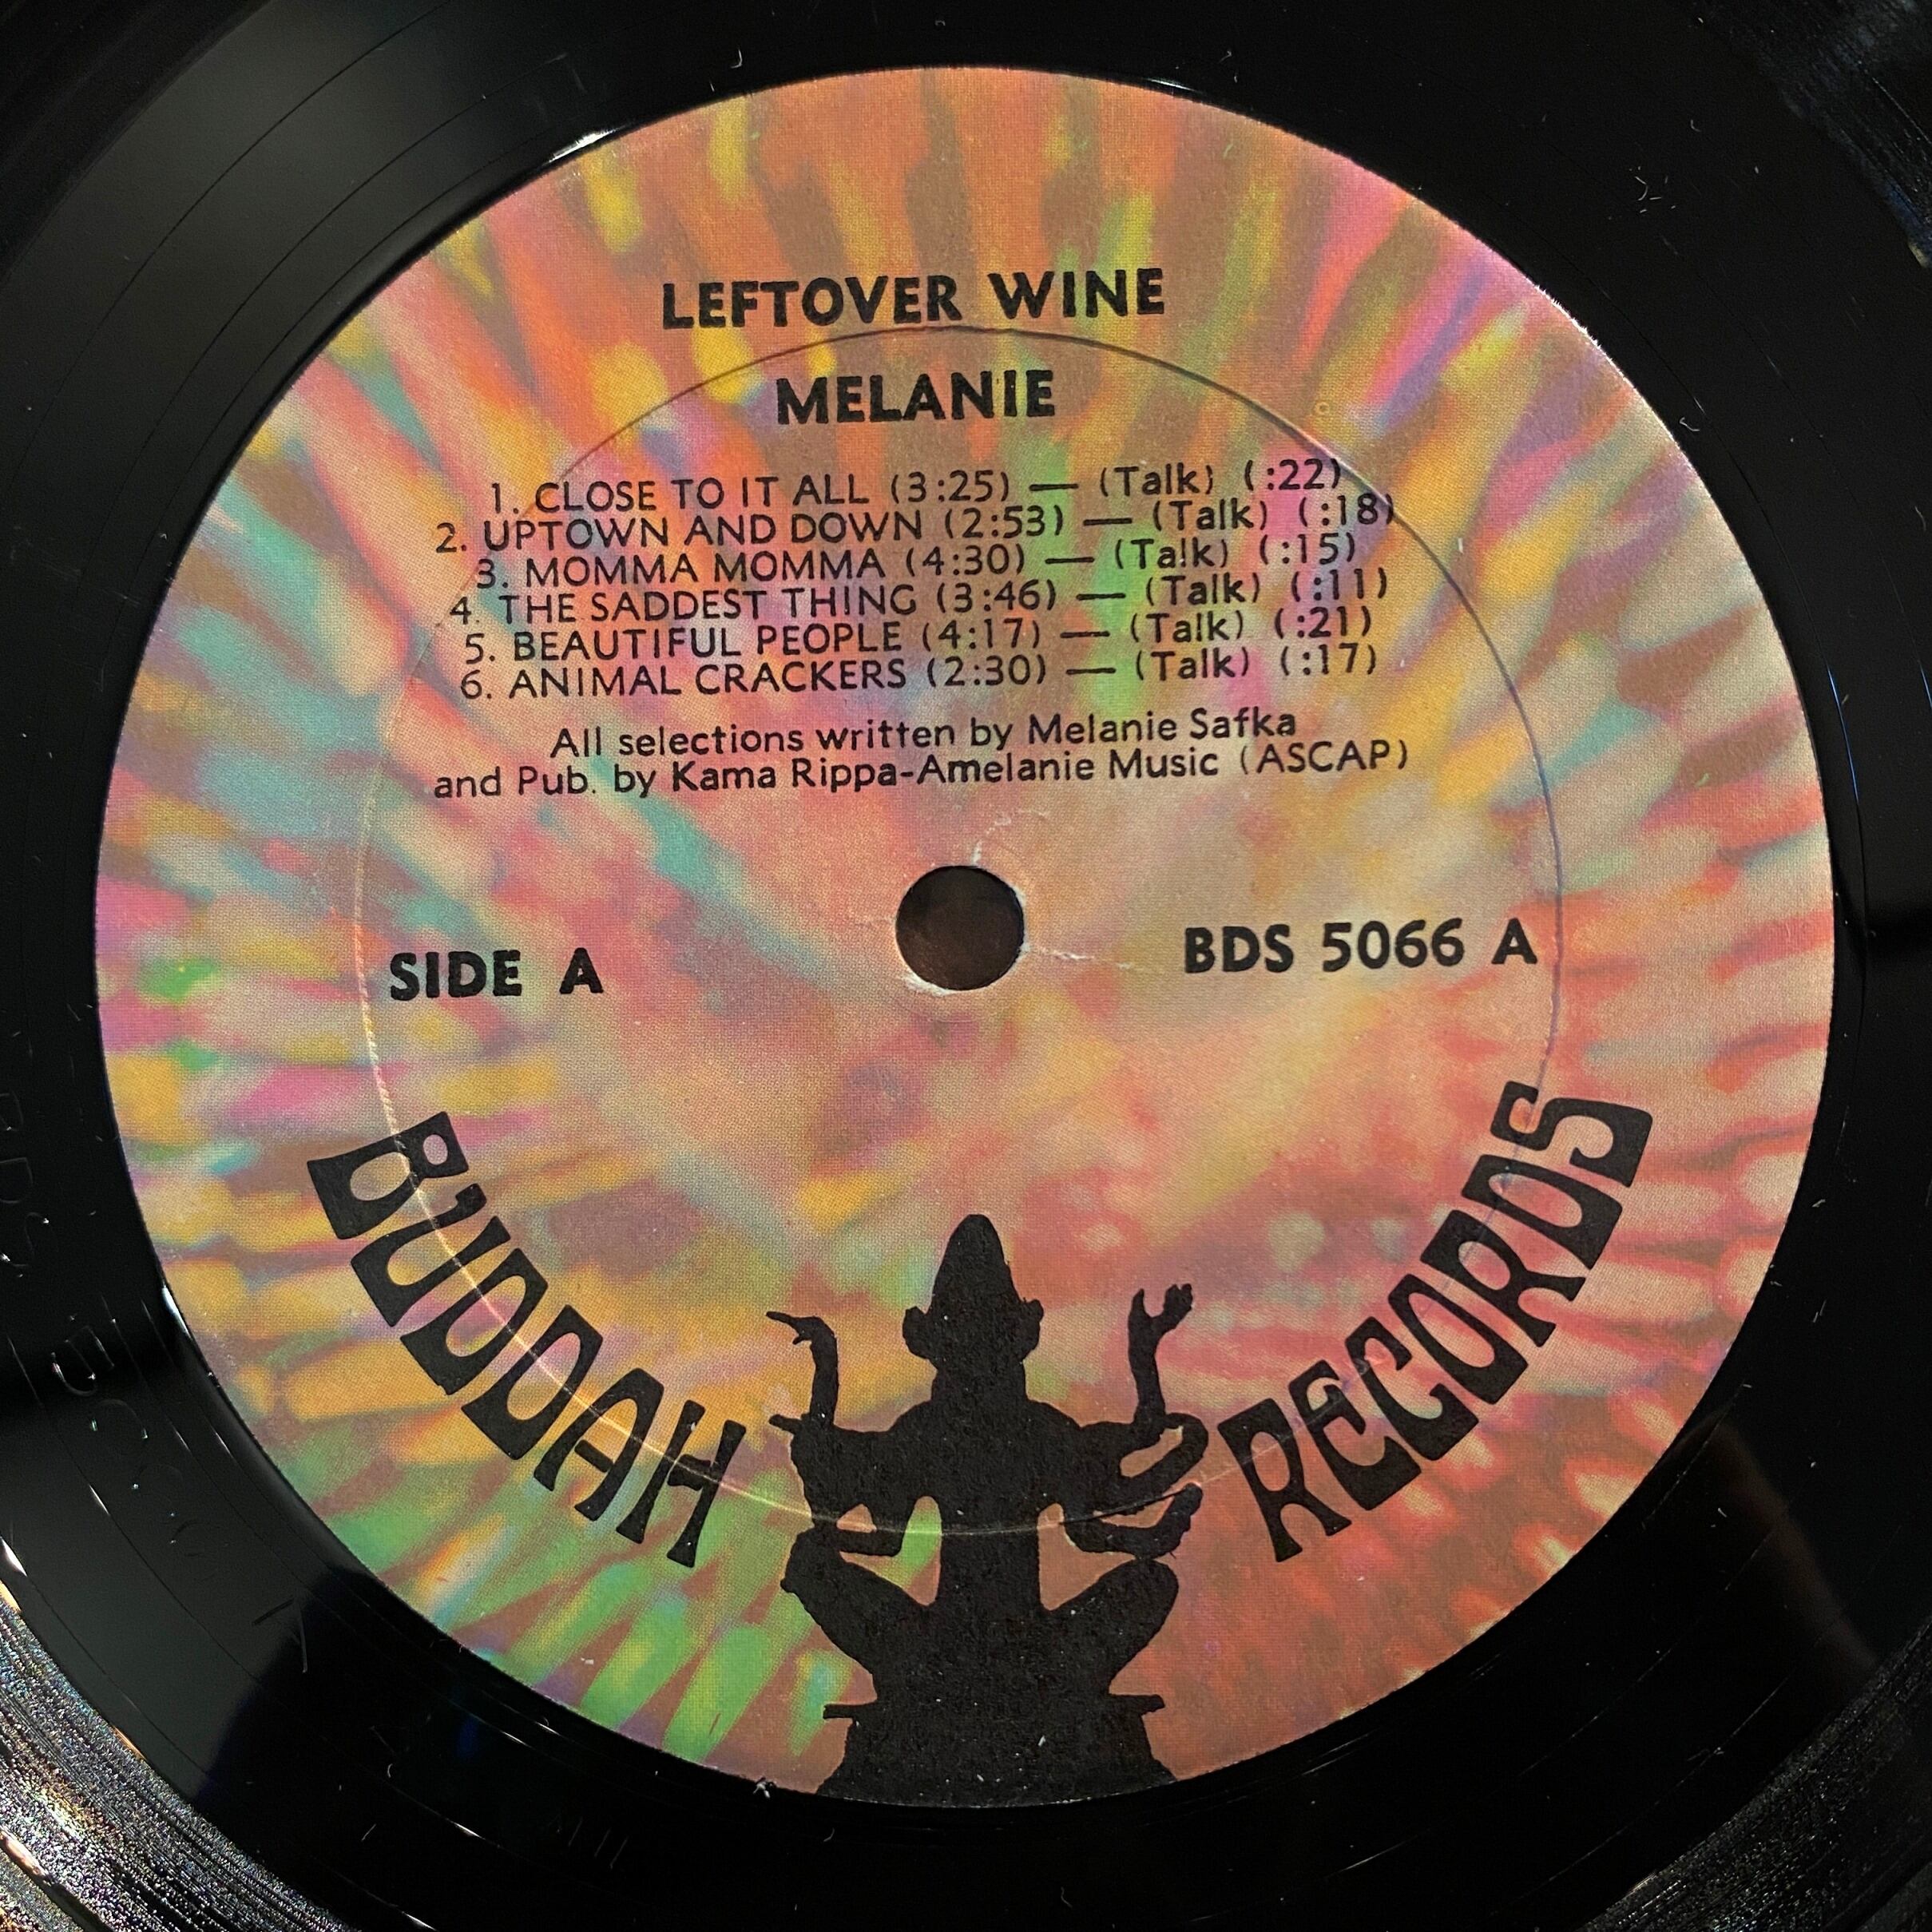 LEFTOVER WINE
MELANIE
1. CLOSE TO IT ALL (3:25) — (Talk) (:22)
2. UPTOWN AND DOWN (2:53) — (Talk) (:18)
3. MOMMA MOMMA (4:30) — (Talk) (:15)
4. THE SADDEST THING (3:46) — (Talk) (:11)
5. BEAUTIFUL PEOPLE (4:17) — (Talk) (:21)
6. ANIMAL CRACKERS (2:30) — (Talk) (:17)
All selections written by Melanie Safka
and Pub. by Kama Rippa-Amelanie Music (ASCAP)
SIDE A
BDS 5066 A
BUDDAH RECORDS